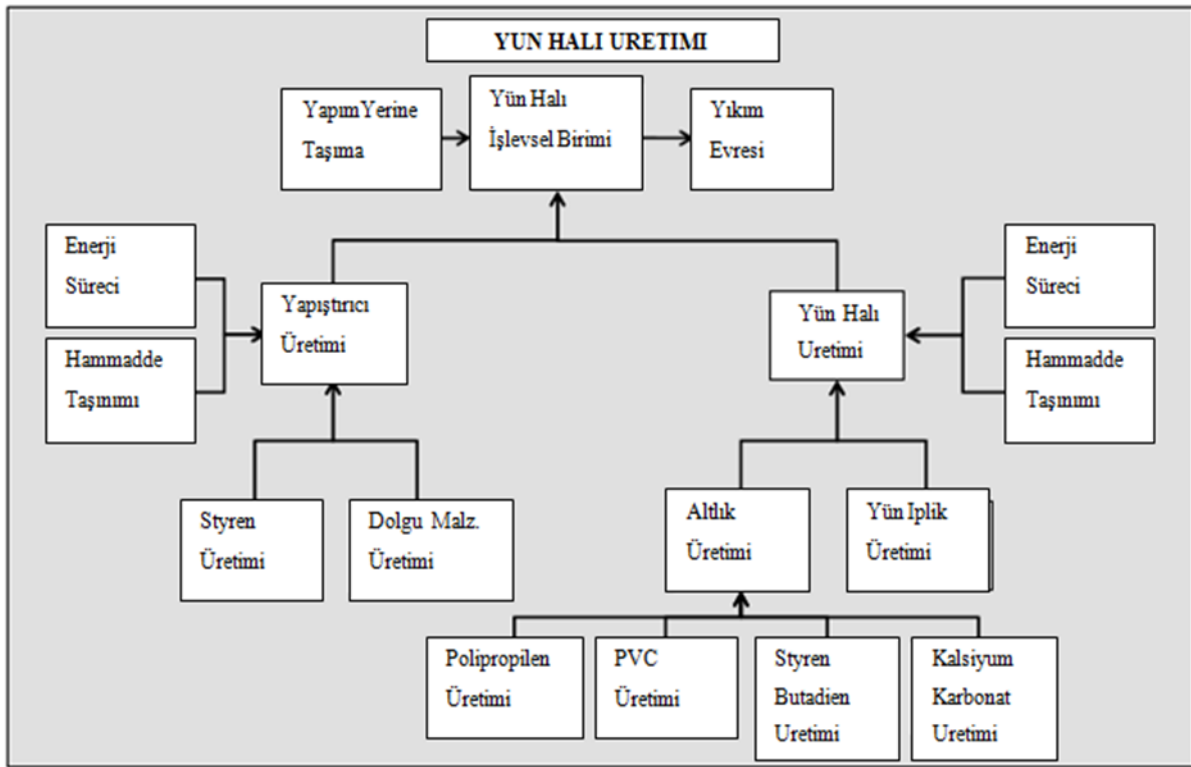 YUN HALI URETIMI
Yapım Yerine
Taşıma
Yün Halı
İşlevsel Birimi
Yıkım
Evresi
Enerji
Süreci
Hammadde
Taşınımı
Yapıştırıcı
Üretimi
Yün Halı
Uretimi
Enerji
Süreci
Hammadde
Taşınımı
Styren
Üretimi
Dolgu Malz.
Üretimi
Altlık
Üretimi
Yün Iplik
Üretimi
Polipropilen
Üretimi
PVC
Üretimi
Styren
Butadien
Uretimi
Kalsiyum
Karbonat
Uretimi